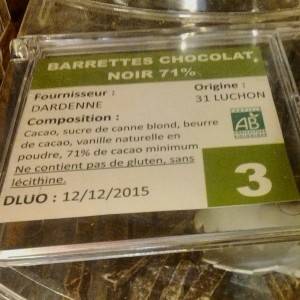 BARRETTES CHOCOLAT,
NOIR 71%
Fournisseur :
DARDENNE
Origine :
31 LUCHON
Composition :
Cacao, sucre de canne blond, beurre
de cacao, vanille naturelle en
poudre, 71% de cacao minimum
Ne contient pas de gluten, sans
lécithine.
DLUO : 12/12/2015
AB
3